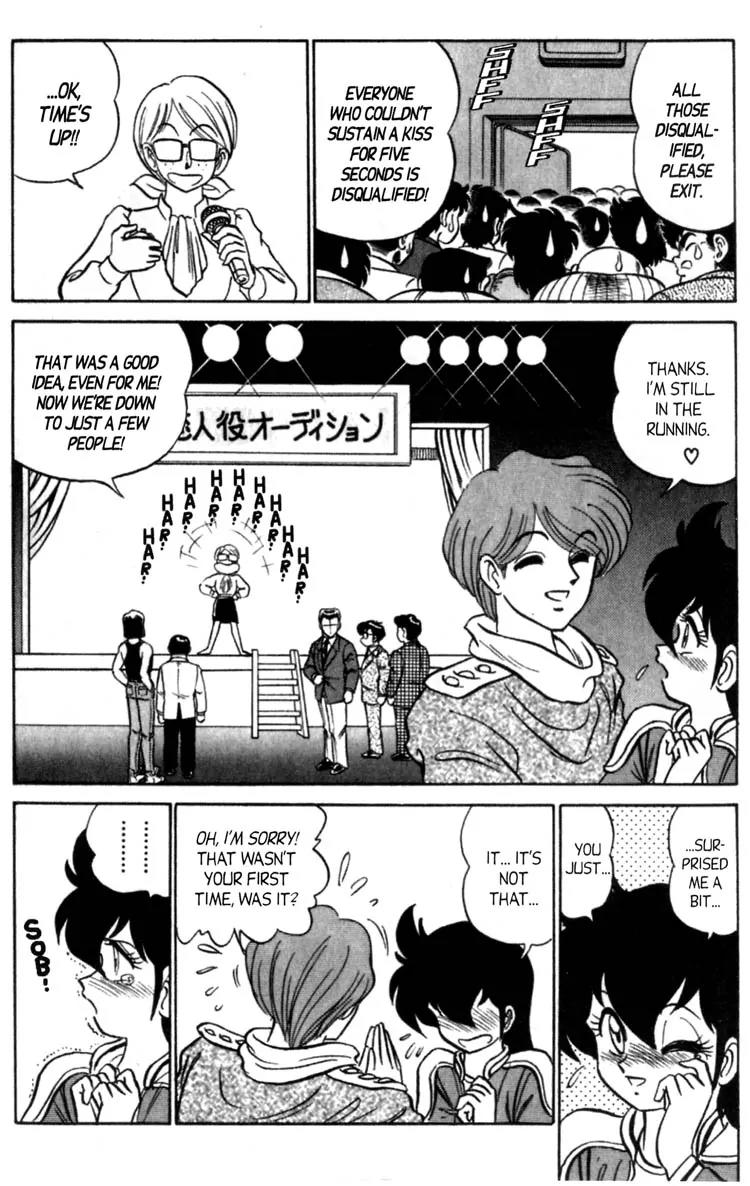 ...OK,
TIME'S
UP!!
EVERYONE
WHO COULDN'T
SUSTAIN A KISS
FOR FIVE
SECONDS IS
DISQUALIFIED!
SHFF
SHFF
ALL
THOSE
DISQUAL-
IFIED,
PLEASE
EXIT.
THAT WAS A GOOD
IDEA, EVEN FOR ME!
NOW WE'RE DOWN
TO JUST A FEW
PEOPLE!
人役オーディション
HAR!
HAR!
HAR!
HAR!
HAR!
HAR!
HAR!
HAR!
THANKS.
I'M STILL
IN THE
RUNNING.
♡
......
SOB!
OH, I'M SORRY!
THAT WASN'T
YOUR FIRST
TIME, WAS IT?
IT... IT'S
NOT
THAT...
YOU
JUST...
...SUR-
PRISED
ME A
BIT...